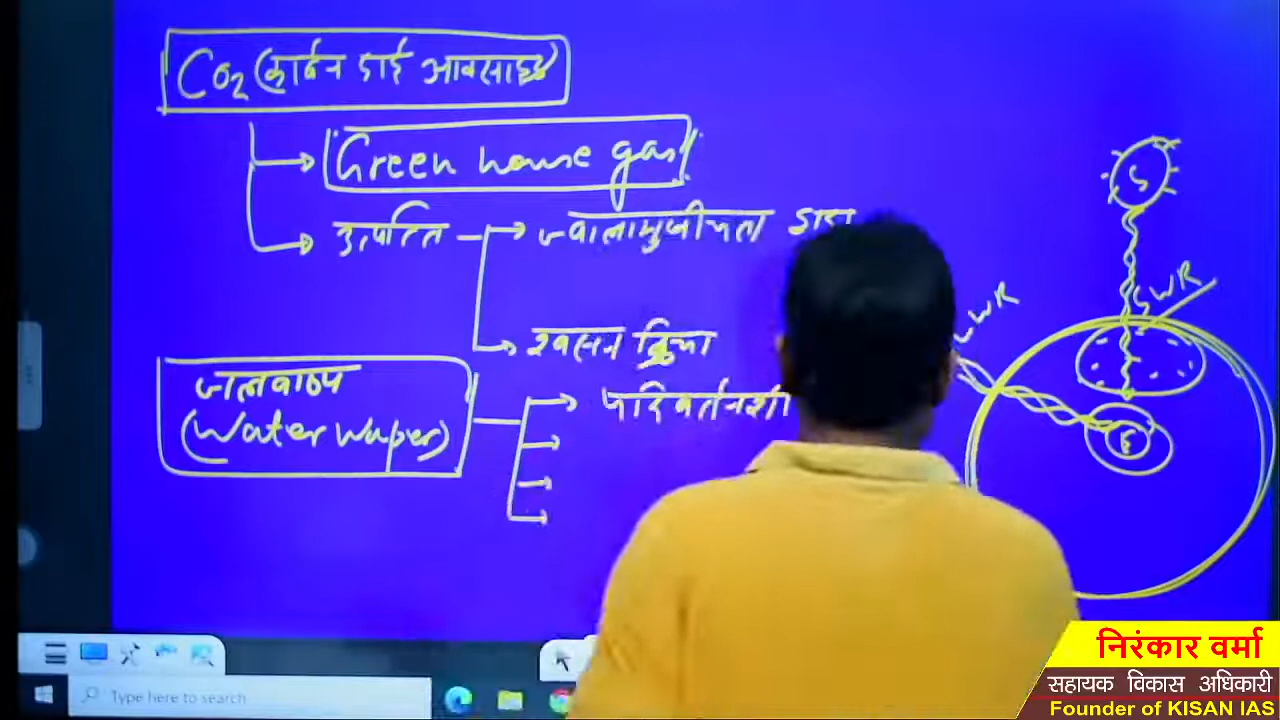 CO2 (कार्बन डाई आक्साइड)
Green house gas
उत्पत्ति
ज्वालामुखीयता द्वारा
श्वसन क्रिया
जलवाष्प
(Water Waper)
परिवर्तनशी
S
SWR
LWR
E
Type here to search
निरंकार वर्मा
सहायक विकास अधिकारी
Founder of KISAN IAS